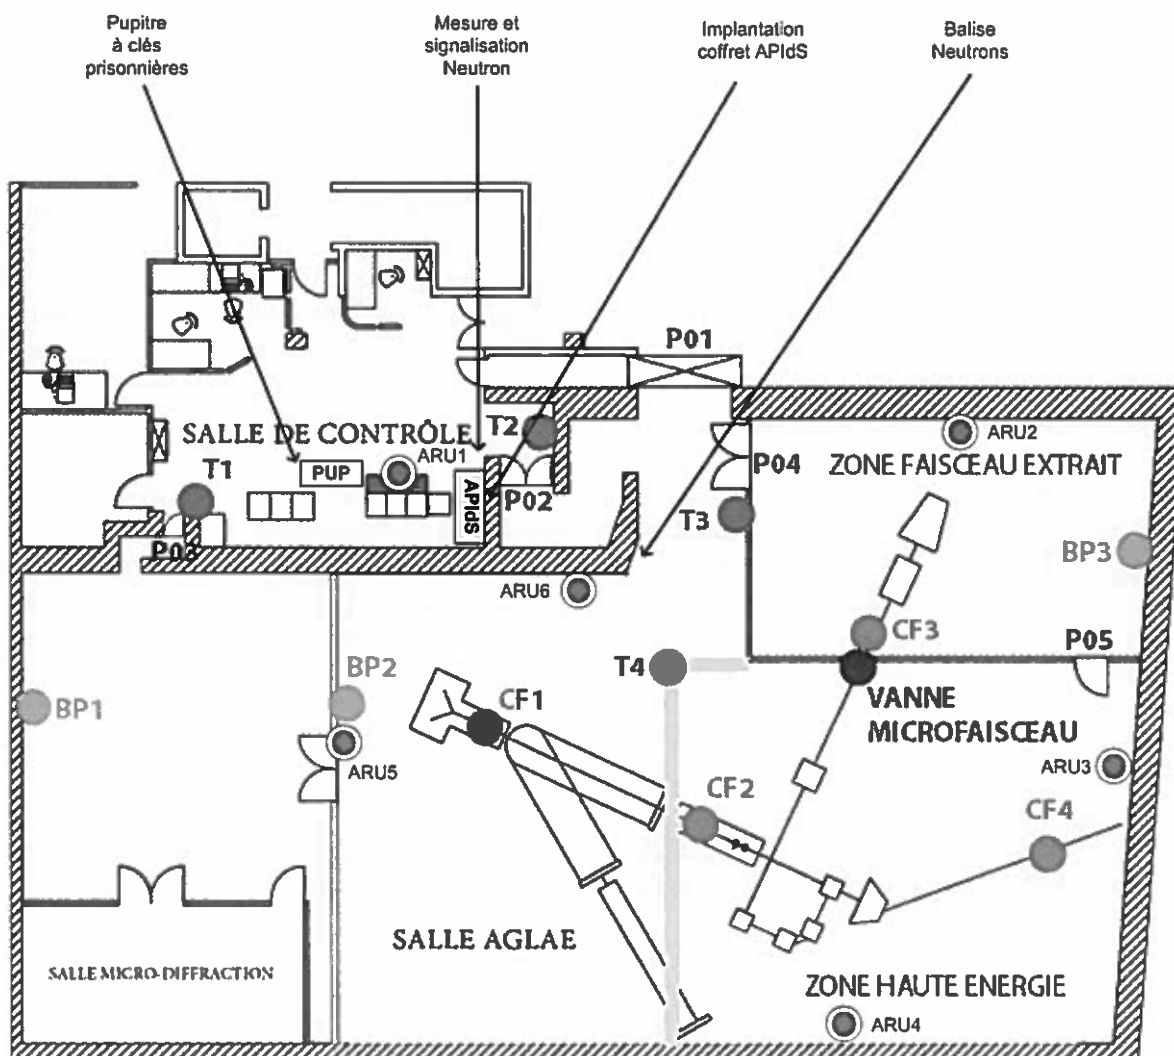 Pupitre
à clés
prisonnières
Mesure et
signalisation
Neutron
Implantation
coffret APIdS
Balise
Neutrons
P01
SALLE DE CONTRÔLE
T2
ARU1
ARU2
T1
PUP
APIdS
P02
P04
ZONE FAISCEAU EXTRAIT
T3
P03
BP3
ARU6
CF3
P05
T4
BP1
BP2
CF1
VANNE
MICROFAISCEAU
ARU5
ARU3
CF2
CF4
SALLE AGLAE
SALLE MICRO-DIFFRACTION
ZONE HAUTE ENERGIE
ARU4